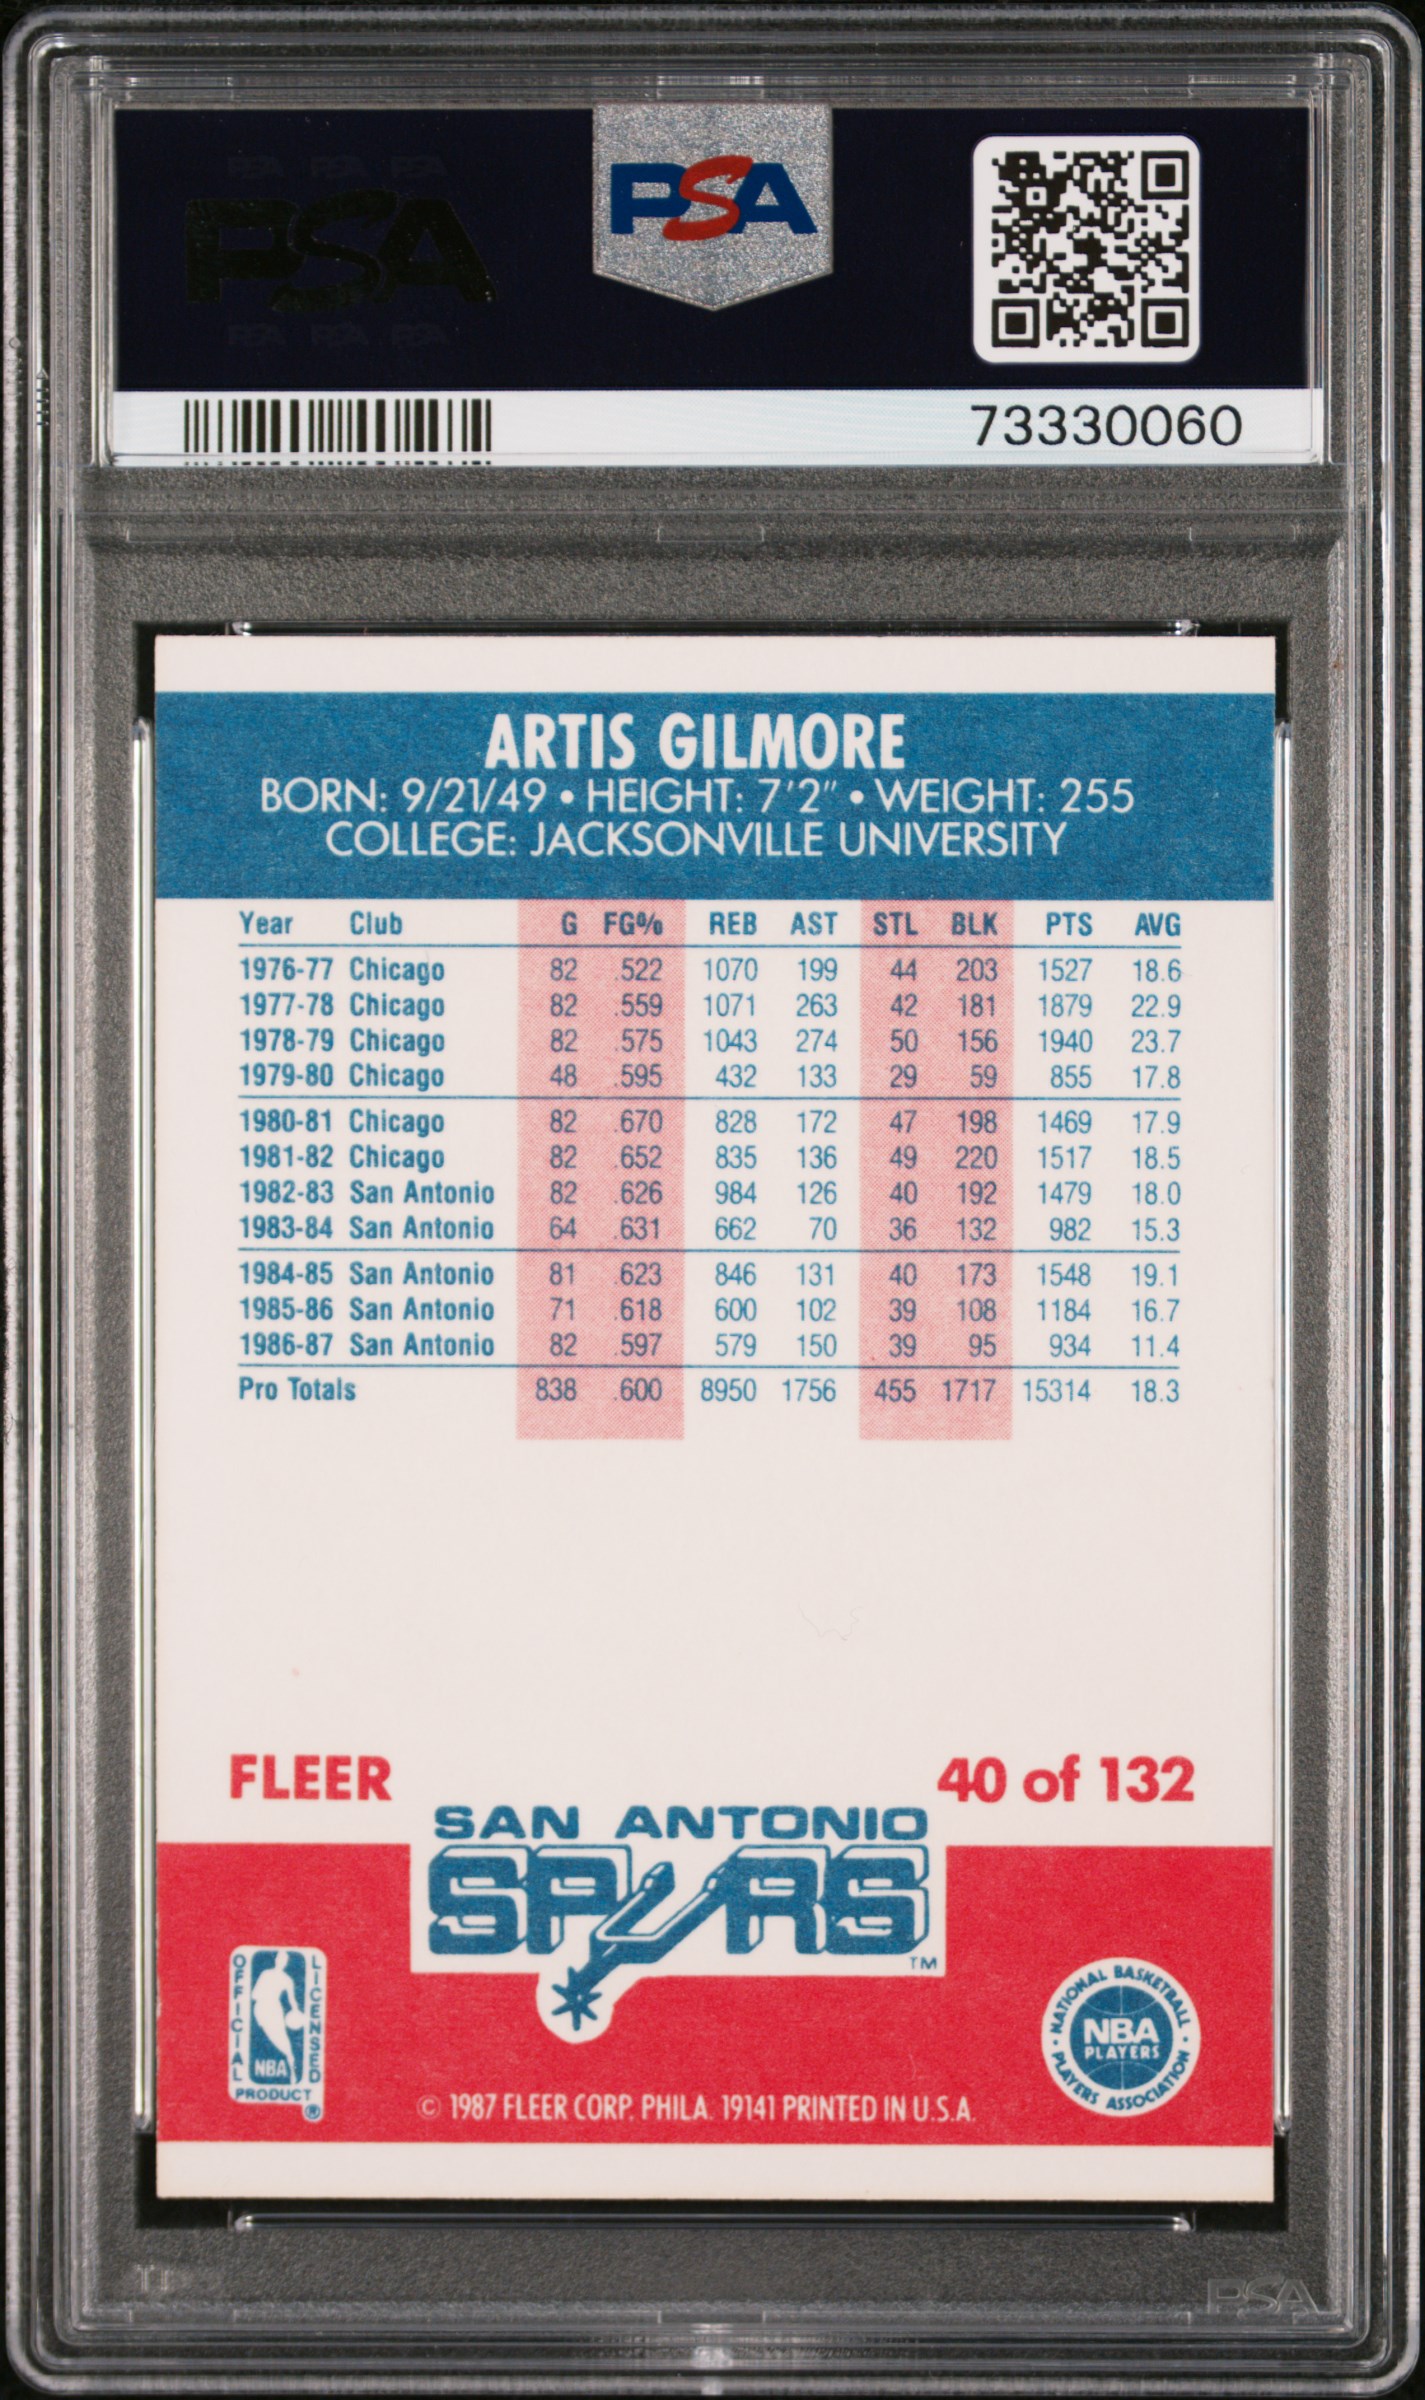 PSA PSA PSA
PSA
PSA PSA PSA
PSA
73330060
ARTIS GILMORE
BORN: 9/21/49 • HEIGHT: 7'2" • WEIGHT: 255
COLLEGE: JACKSONVILLE UNIVERSITY
Year Club G FG% REB AST STL BLK PTS AVG
1976-77 Chicago 82 .522 1070 199 44 203 1527 18.6
1977-78 Chicago 82 .559 1071 263 42 181 1879 22.9
1978-79 Chicago 82 .575 1043 274 50 156 1940 23.7
1979-80 Chicago 48 .595 432 133 29 59 855 17.8
1980-81 Chicago 82 .670 828 172 47 198 1469 17.9
1981-82 Chicago 82 .652 835 136 49 220 1517 18.5
1982-83 San Antonio 82 .626 984 126 40 192 1479 18.0
1983-84 San Antonio 64 .631 662 70 36 132 982 15.3
1984-85 San Antonio 81 .623 846 131 40 173 1548 19.1
1985-86 San Antonio 71 .618 600 102 39 108 1184 16.7
1986-87 San Antonio 82 .597 579 150 39 95 934 11.4
Pro Totals 838 .600 8950 1756 455 1717 15314 18.3
FLEER
40 of 132
SAN ANTONIO
SPURS
TM
OFFICIAL LICENSED
NBA
PRODUCT
®
NATIONAL BASKETBALL
NBA
PLAYERS
PLAYERS ASSOCIATION
© 1987 FLEER CORP. PHILA. 19141 PRINTED IN U.S.A.
PSA